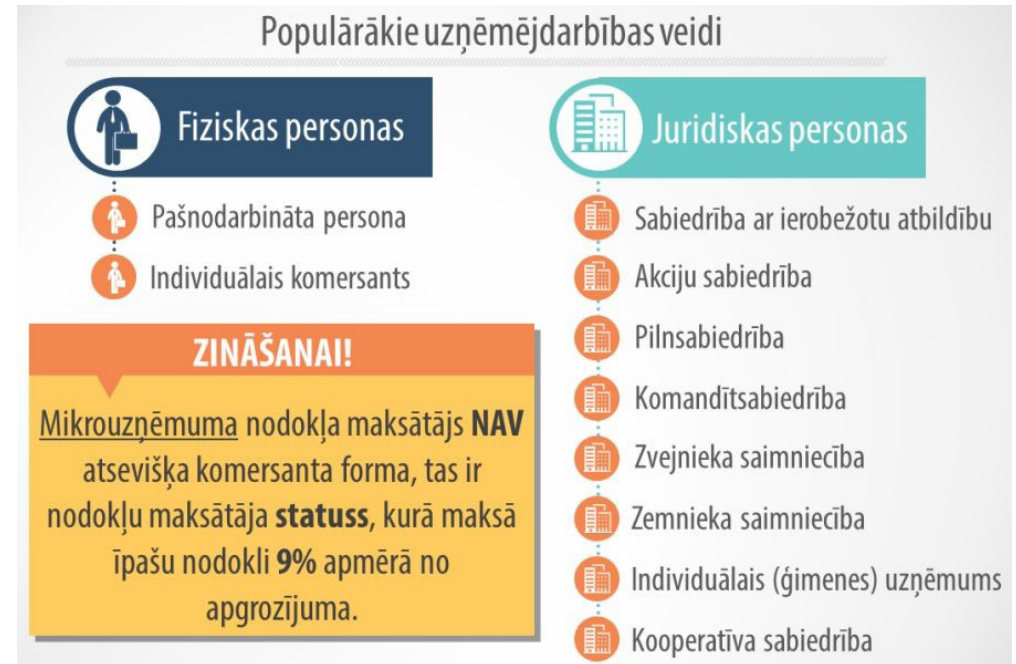 Populārākie uzņēmējdarbības veidi
Fiziskas personas
Pašnodarbināta persona
Individuālais komersants
ZINĀŠANAI!
Mikrouzņēmuma nodokļa maksātājs NAV
atsevišķa komersanta forma, tas ir
nodokļu maksātāja statuss, kurā maksā
īpašu nodokli 9% apmērā no
apgrozījuma.
Juridiskas personas
Sabiedrība ar ierobežotu atbildību
Akciju sabiedrība
Pilnsabiedrība
Komandītsabiedrība
Zvejnieka saimniecība
Zemnieka saimniecība
Individuālais (ģimenes) uzņēmums
Kooperatīva sabiedrība